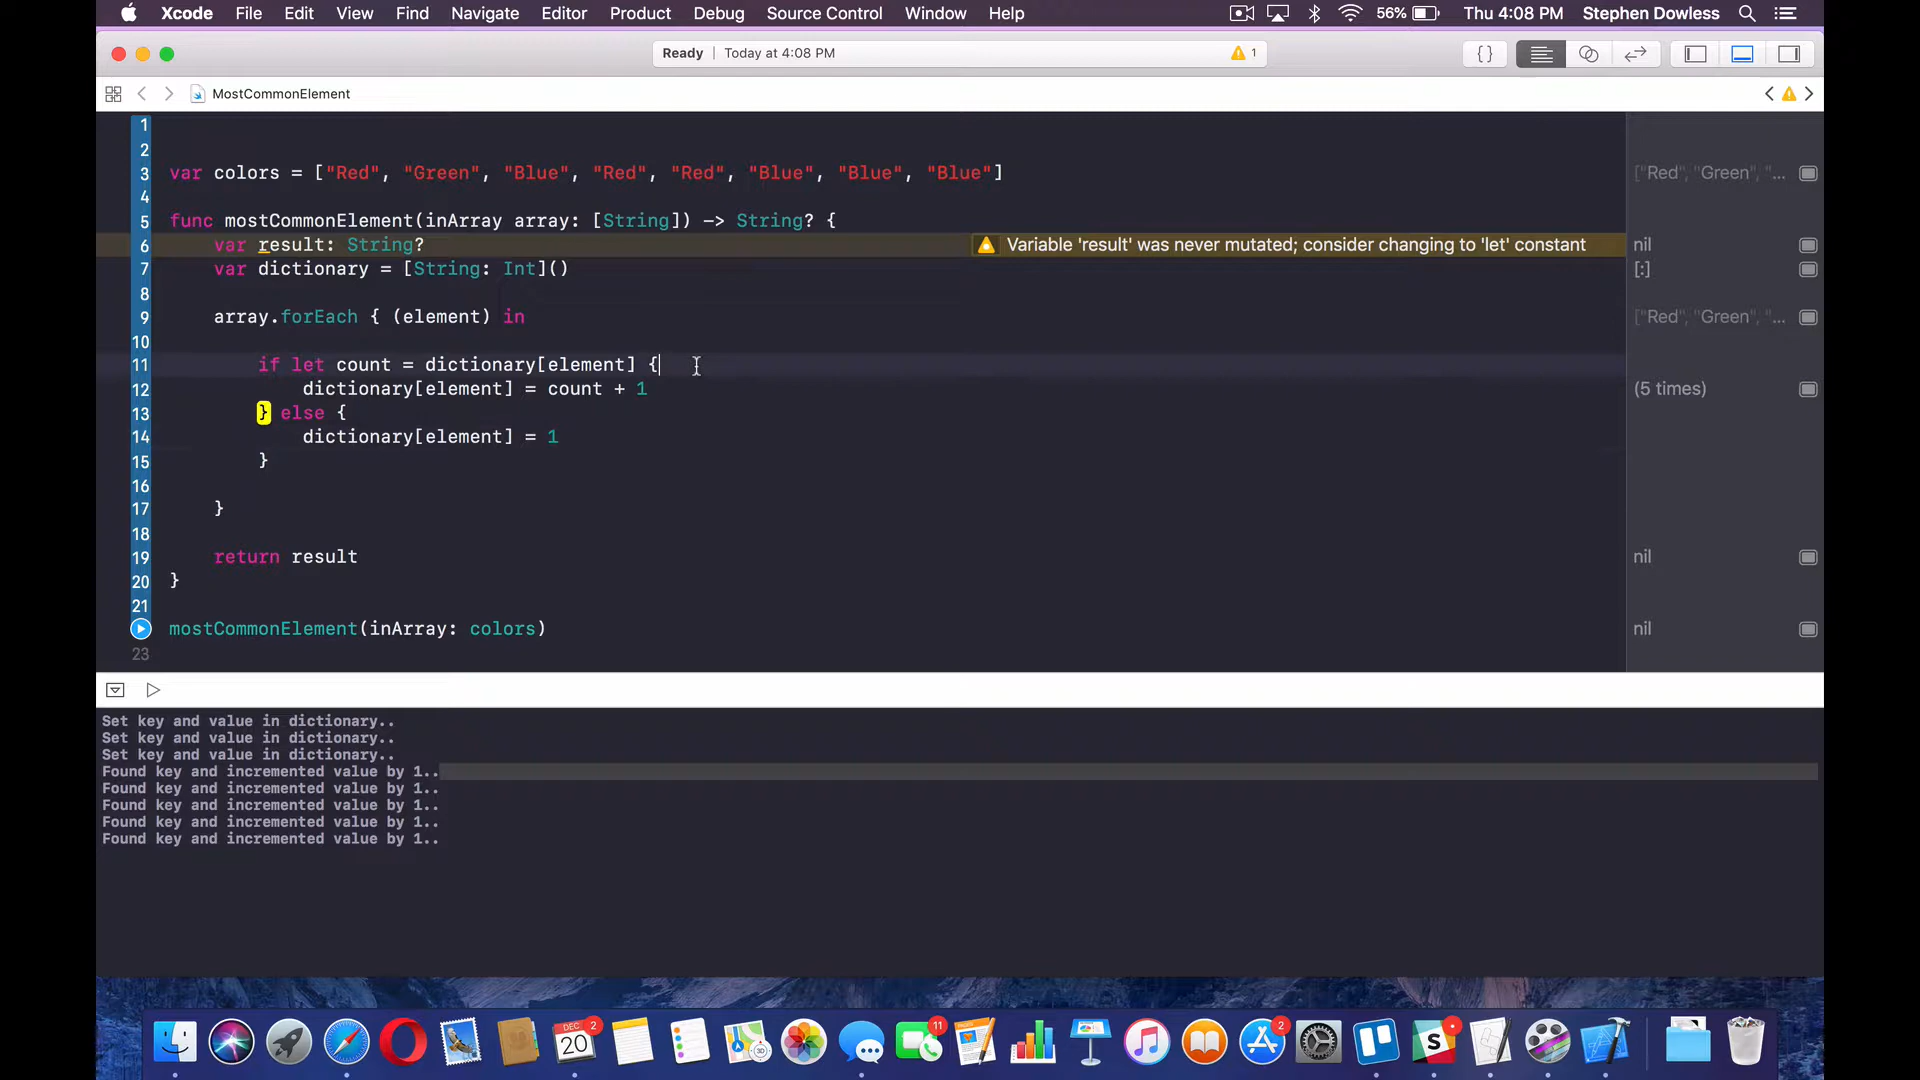 Xcode File Edit View Find Navigate Editor Product Debug Source Control Window Help 56% Thu 4:08 PM Stephen Dowless
Ready | Today at 4:08 PM 1
MostCommonElement
1
2
3 var colors = ["Red", "Green", "Blue", "Red", "Red", "Blue", "Blue", "Blue"] ["Red", "Green", "...
4
5 func mostCommonElement(inArray array: [String]) -> String? {
6 var result: String? Variable 'result' was never mutated; consider changing to 'let' constant nil
7 var dictionary = [String: Int]() [:]
8
9 array.forEach { (element) in ["Red", "Green", "...
10
11 if let count = dictionary[element] {
12 dictionary[element] = count + 1 (5 times)
13 } else {
14 dictionary[element] = 1
15 }
16
17 }
18
19 return result nil
20 }
21
mostCommonElement(inArray: colors) nil
23
Set key and value in dictionary..
Set key and value in dictionary..
Set key and value in dictionary..
Found key and incremented value by 1..
Found key and incremented value by 1..
Found key and incremented value by 1..
Found key and incremented value by 1..
Found key and incremented value by 1..
DEC 2 11 2
20 3D S